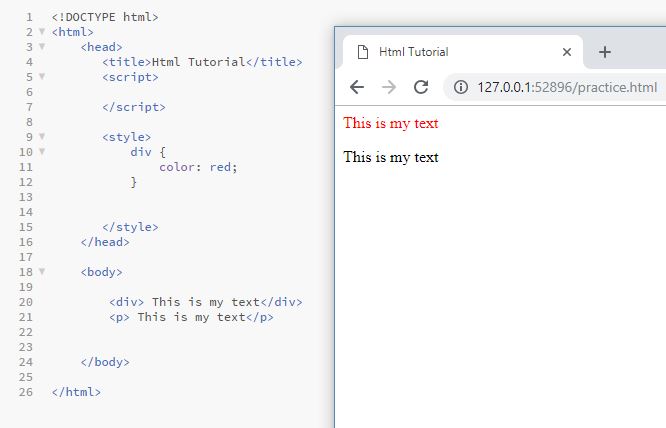 1 <!DOCTYPE html>
2 <html>
3 <head>
4 <title>Html Tutorial</title>
5 <script>
6
7 </script>
8
9 <style>
10 div {
11 color: red;
12 }
13
14
15 </style>
16 </head>
17
18 <body>
19
20 <div> This is my text</div>
21 <p> This is my text</p>
22
23
24 </body>
25
26 </html>
Html Tutorial
127.0.0.1:52896/practice.html
This is my text
This is my text